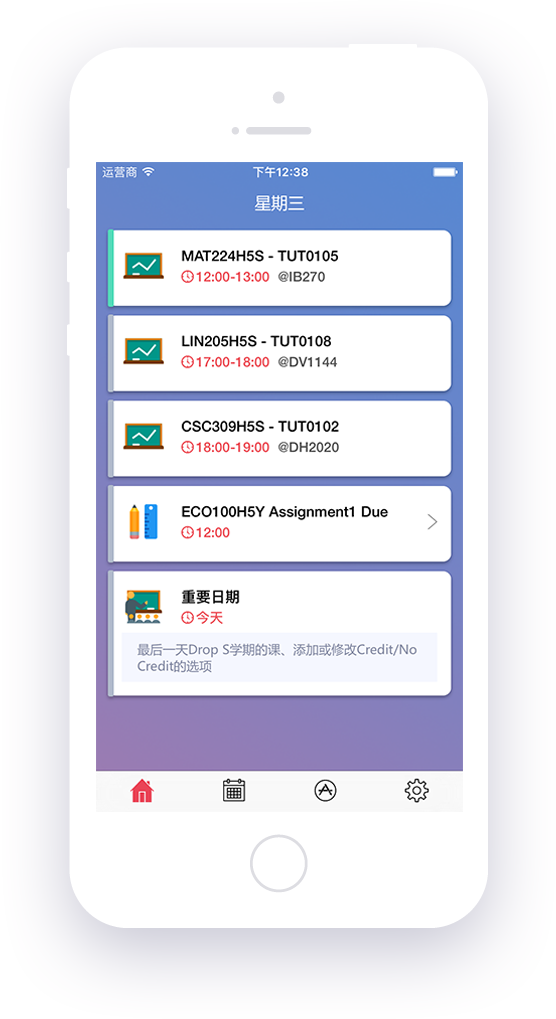 运营商 下午12:38
星期三
MAT224H5S - TUT0105
12:00-13:00 @IB270
LIN205H5S - TUT0108
17:00-18:00 @DV1144
CSC309H5S - TUT0102
18:00-19:00 @DH2020
ECO100H5Y Assignment1 Due
12:00
重要日期
今天
最后一天Drop S学期的课、添加或修改Credit/No
Credit的选项